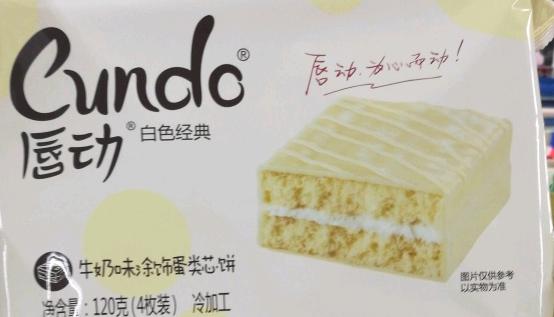 Cundo®
唇动® 白色经典
唇动·为心而动!
牛奶味涂饰蛋类芯饼
净含量:120克(4枚装) 冷加工
图片仅供参考
以实物为准